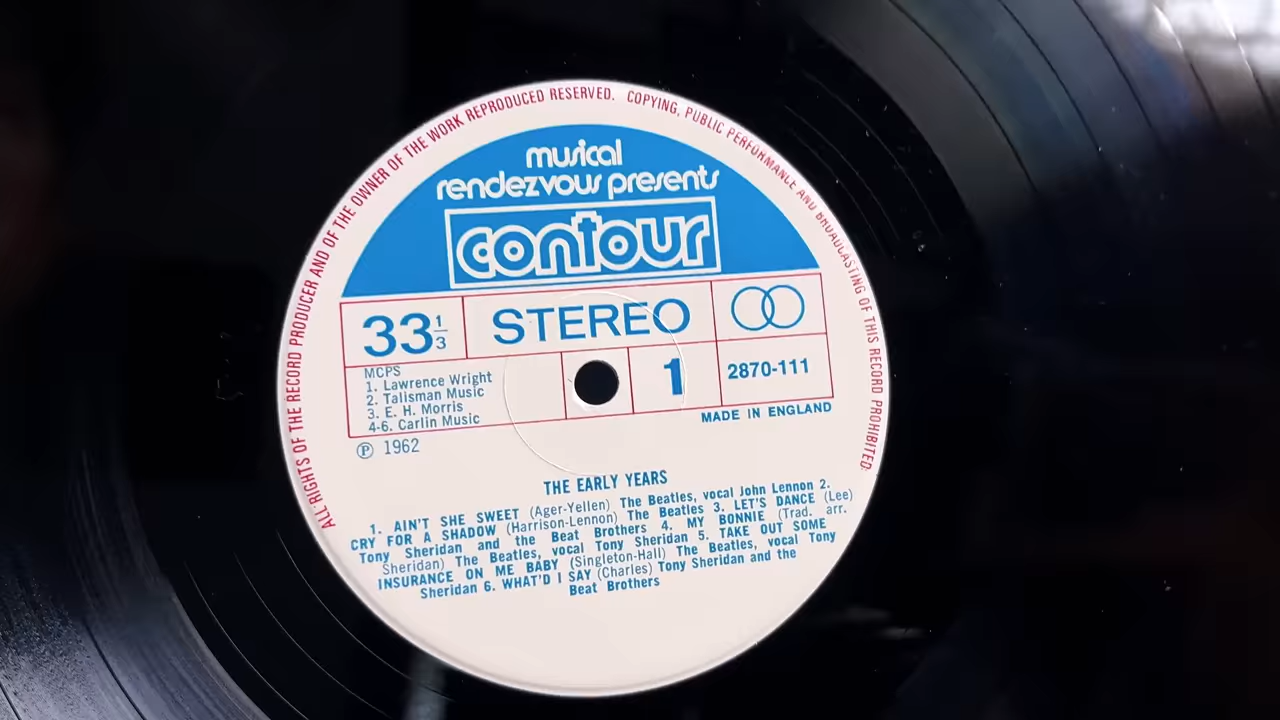 ALL RIGHTS OF THE RECORD PRODUCER AND OF THE OWNER OF THE WORK REPRODUCED RESERVED. COPYING, PUBLIC PERFORMANCE AND BROADCASTING OF THIS RECORD PROHIBITED
musical
rendezvous presents
contour
33 1/3
STEREO
MCPS
1. Lawrence Wright
2. Talisman Music
3. E. H. Morris
4-6. Carlin Music
1
2870-111
MADE IN ENGLAND
Ⓟ 1962
THE EARLY YEARS
1. AIN'T SHE SWEET (Ager-Yellen) The Beatles, vocal John Lennon 2.
CRY FOR A SHADOW (Harrison-Lennon) The Beatles 3. LET'S DANCE (Lee)
Tony Sheridan and the Beat Brothers 4. MY BONNIE (Trad. arr.
Sheridan) The Beatles, vocal Tony Sheridan 5. TAKE OUT SOME
INSURANCE ON ME BABY (Singleton-Hall) The Beatles, vocal Tony
Sheridan 6. WHAT'D I SAY (Charles) Tony Sheridan and the
Beat Brothers